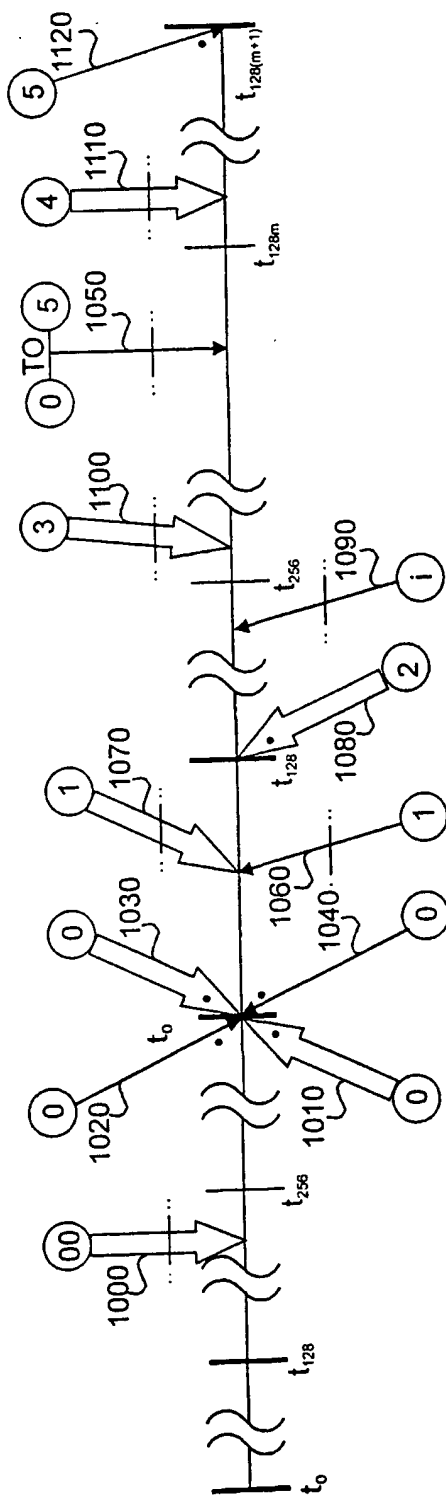 00
1000
0
1020
t₀
0
1030
1
1070
3
1100
0 TO 5
1050
4
1110
5
1120
t₀
t₁₂₈
t₂₅₆
t₁₂₈
t₂₅₆
t₁₂₈ₘ
t₁₂₈₍ₘ₊₁₎
1010
0
1040
0
1060
1
1080
2
1090
i